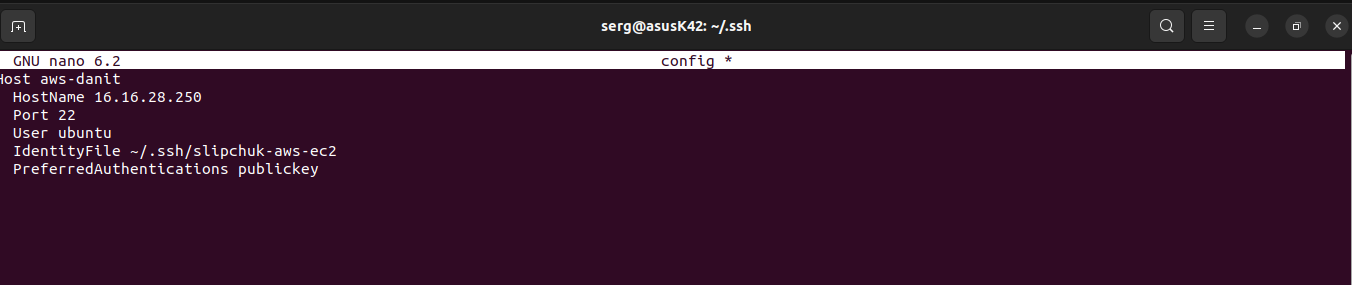 serg@asusK42: ~/.ssh
GNU nano 6.2 config *
Host aws-danit
HostName 16.16.28.250
Port 22
User ubuntu
IdentityFile ~/.ssh/slipchuk-aws-ec2
PreferredAuthentications publickey